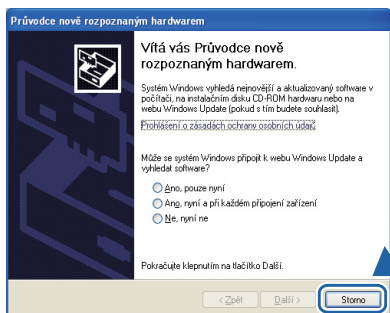 Průvodce nově rozpoznaným hardwarem
Vítá vás Průvodce nově
rozpoznaným hardwarem.
Systém Windows vyhledá nejnovější a aktualizovaný software v
počítači, na instalačním disku CD-ROM hardwaru nebo na
webu Windows Update (pokud s tím budete souhlasit).
Prohlášení o zásadách ochrany osobních údajů
Může se systém Windows připojit k webu Windows Update a
vyhledat software?
Ano, pouze nyní
Ano, nyní a při každém připojení zařízení
Ne, nyní ne
Pokračujte klepnutím na tlačítko Další.
< Zpět
Další >
Storno